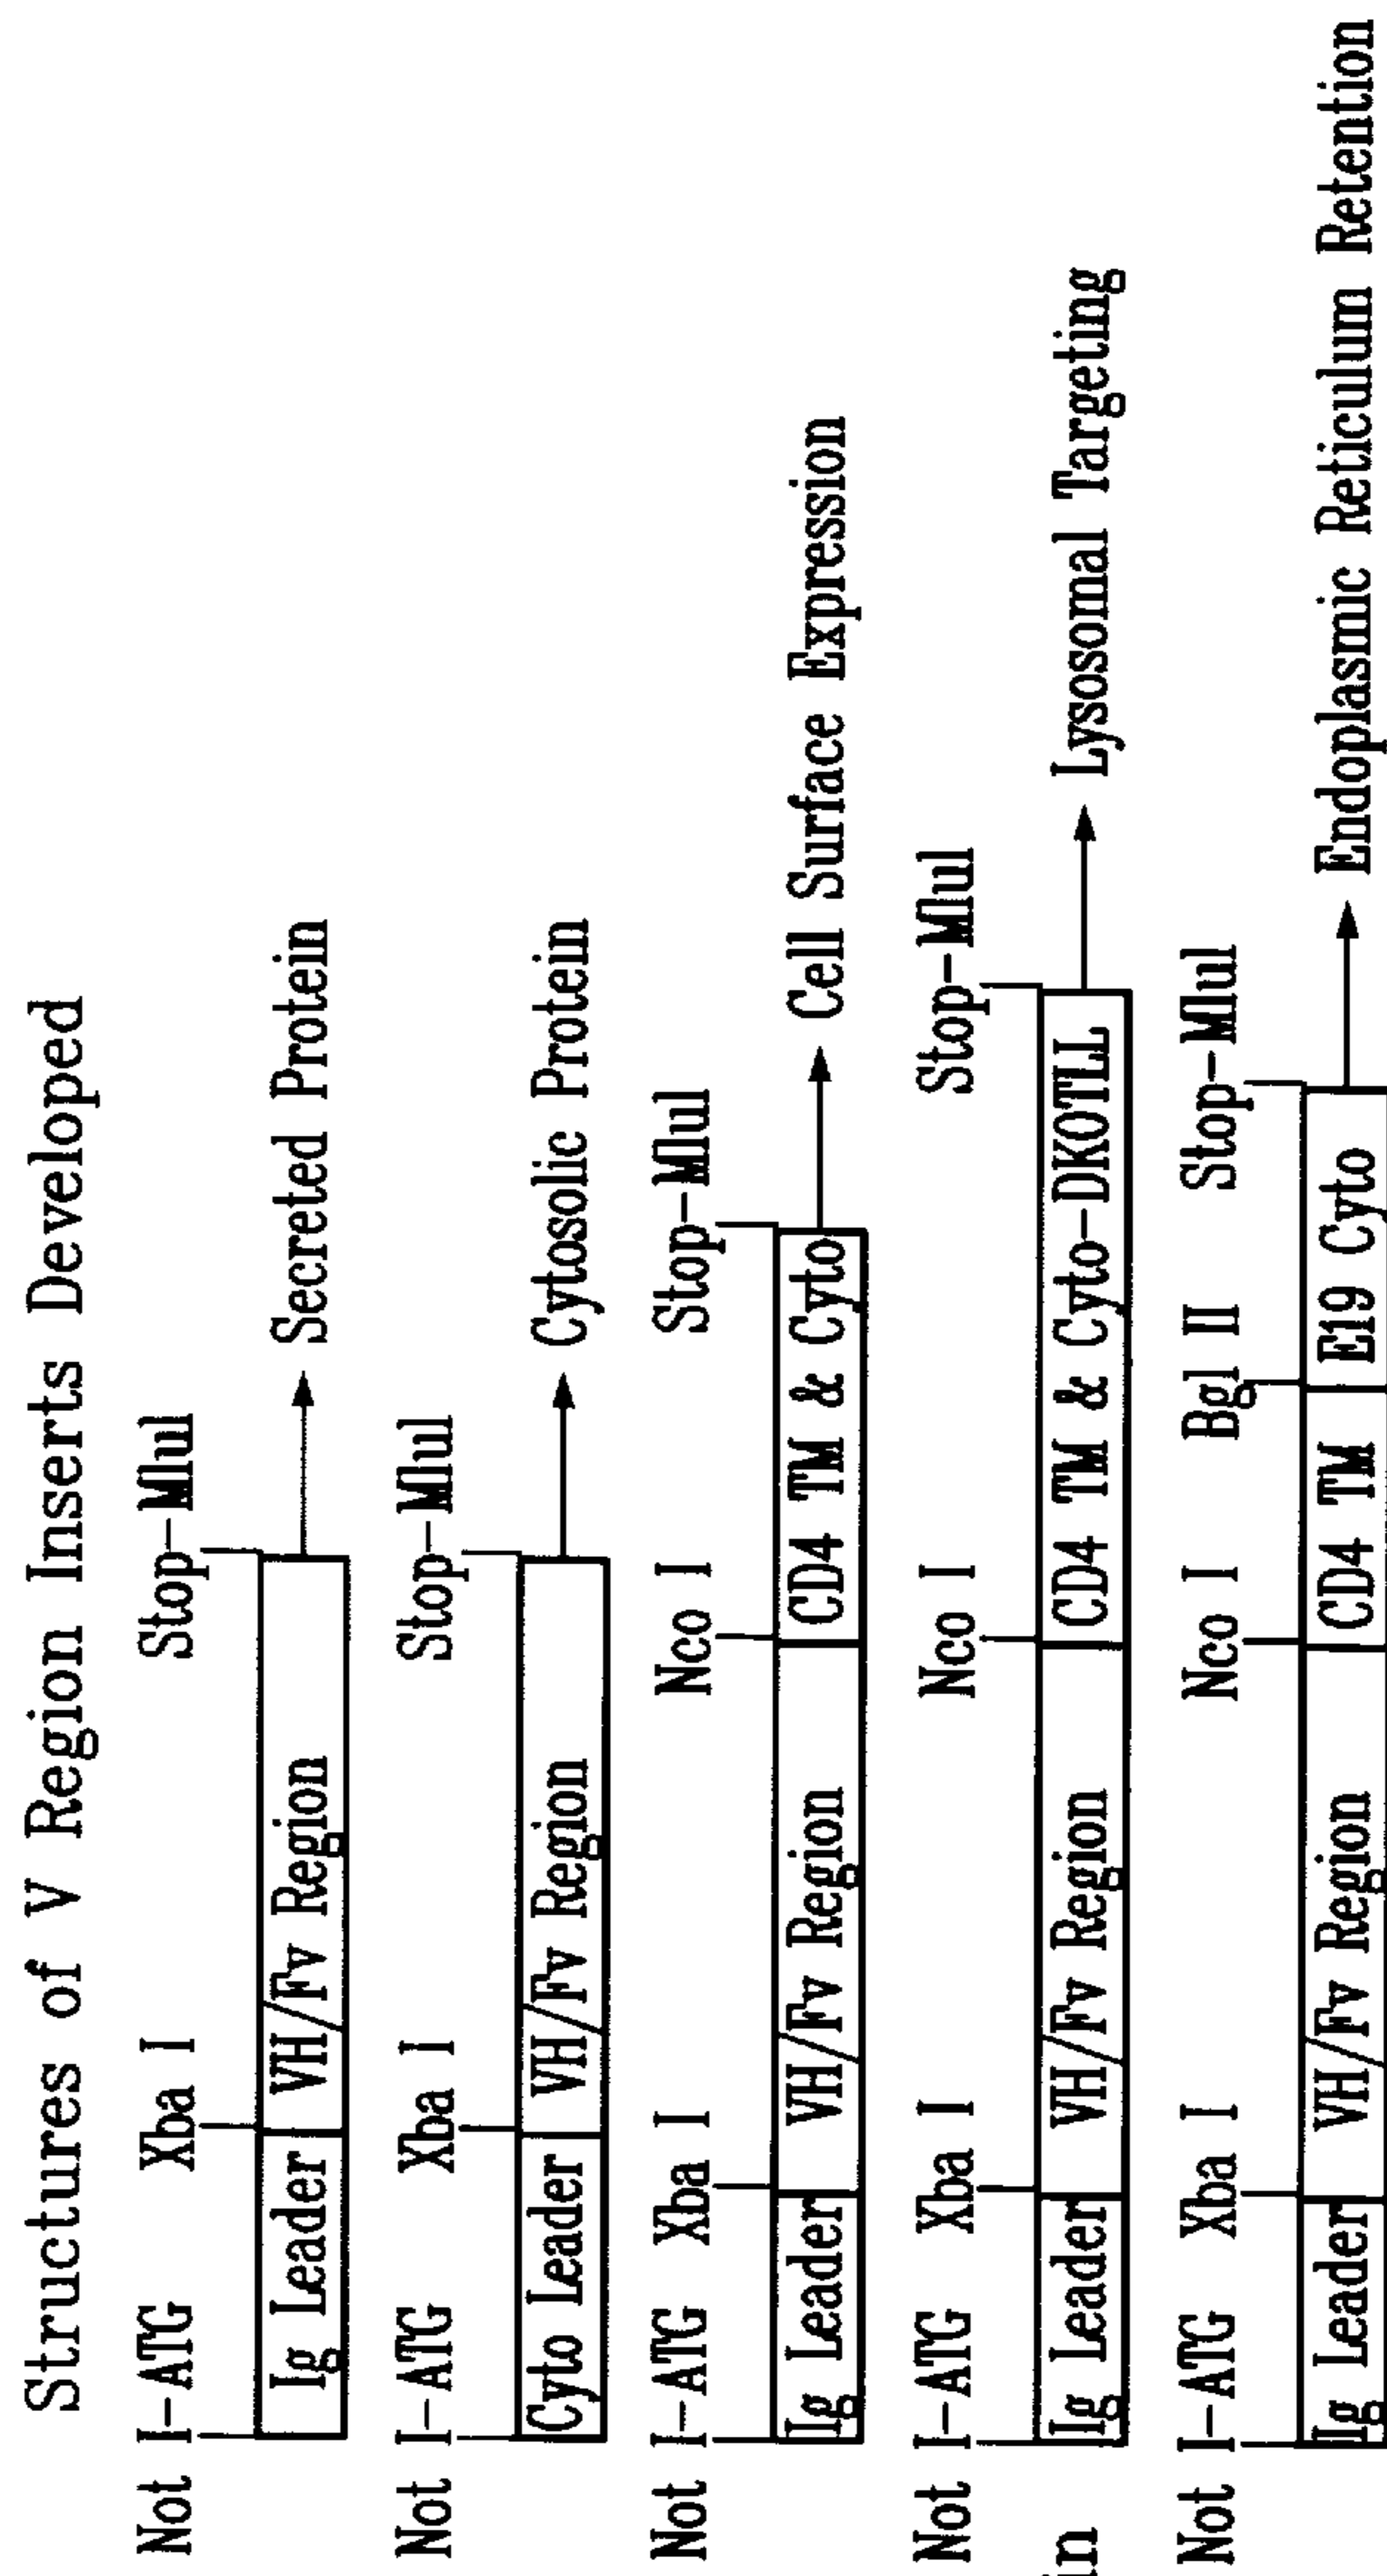 Structures of V Region Inserts Developed
Not I-ATG Xba I Stop-MluI
Ig Leader VH/Fv Region Secreted Protein
Not I-ATG Xba I Stop-MluI
Cyto Leader VH/Fv Region Cytosolic Protein
Not I-ATG Xba I Nco I Stop-MluI
Ig Leader VH/Fv Region CD4 TM & Cyto Cell Surface Expression
Not I-ATG Xba I Nco I Stop-MluI
Ig Leader VH/Fv Region CD4 TM & Cyto-DKOTLL Lysosomal Targeting
Not I-ATG Xba I Nco I Bgl II Stop-MluI
Ig Leader VH/Fv Region CD4 TM E19 Cyto Endoplasmic Reticulum Retention